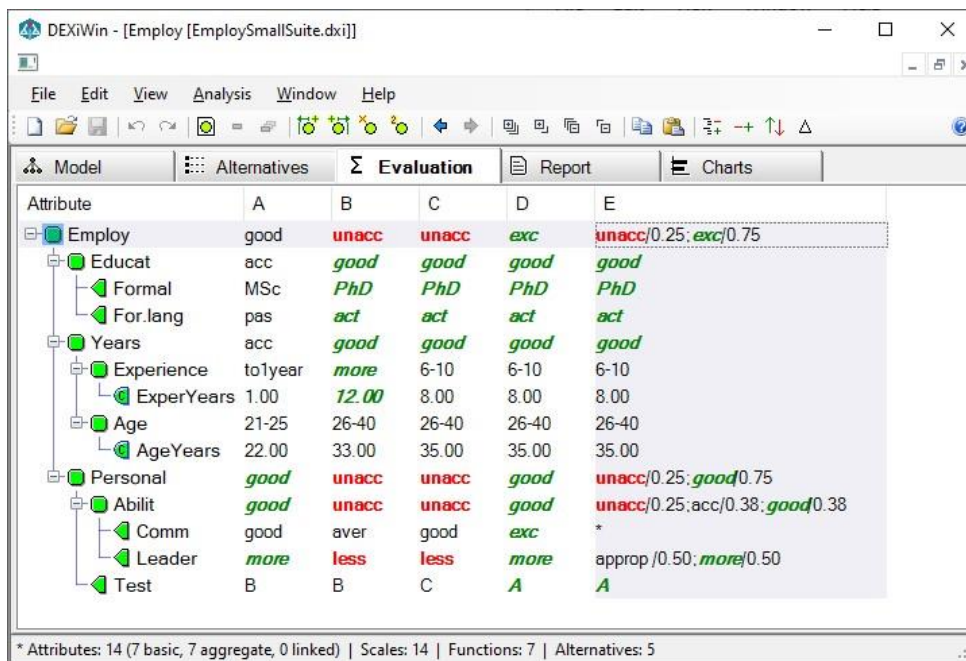 DEXiWin - [Employ [EmploySmallSuite.dxi]]
File Edit View Analysis Window Help
Model Alternatives Σ Evaluation Report Charts
Attribute A B C D E
Employ good unacc unacc exc unacc/0.25; exc/0.75
Educat acc good good good good
Formal MSc PhD PhD PhD PhD
For.lang pas act act act act
Years acc good good good good
Experience to1year more 6-10 6-10 6-10
ExperYears 1.00 12.00 8.00 8.00 8.00
Age 21-25 26-40 26-40 26-40 26-40
AgeYears 22.00 33.00 35.00 35.00 35.00
Personal good unacc unacc good unacc/0.25; good/0.75
Abilit good unacc unacc good unacc/0.25;acc/0.38; good/0.38
Comm good aver good exc *
Leader more less less more approp /0.50; more/0.50
Test B B C A A
* Attributes: 14 (7 basic, 7 aggregate, 0 linked) | Scales: 14 | Functions: 7 | Alternatives: 5